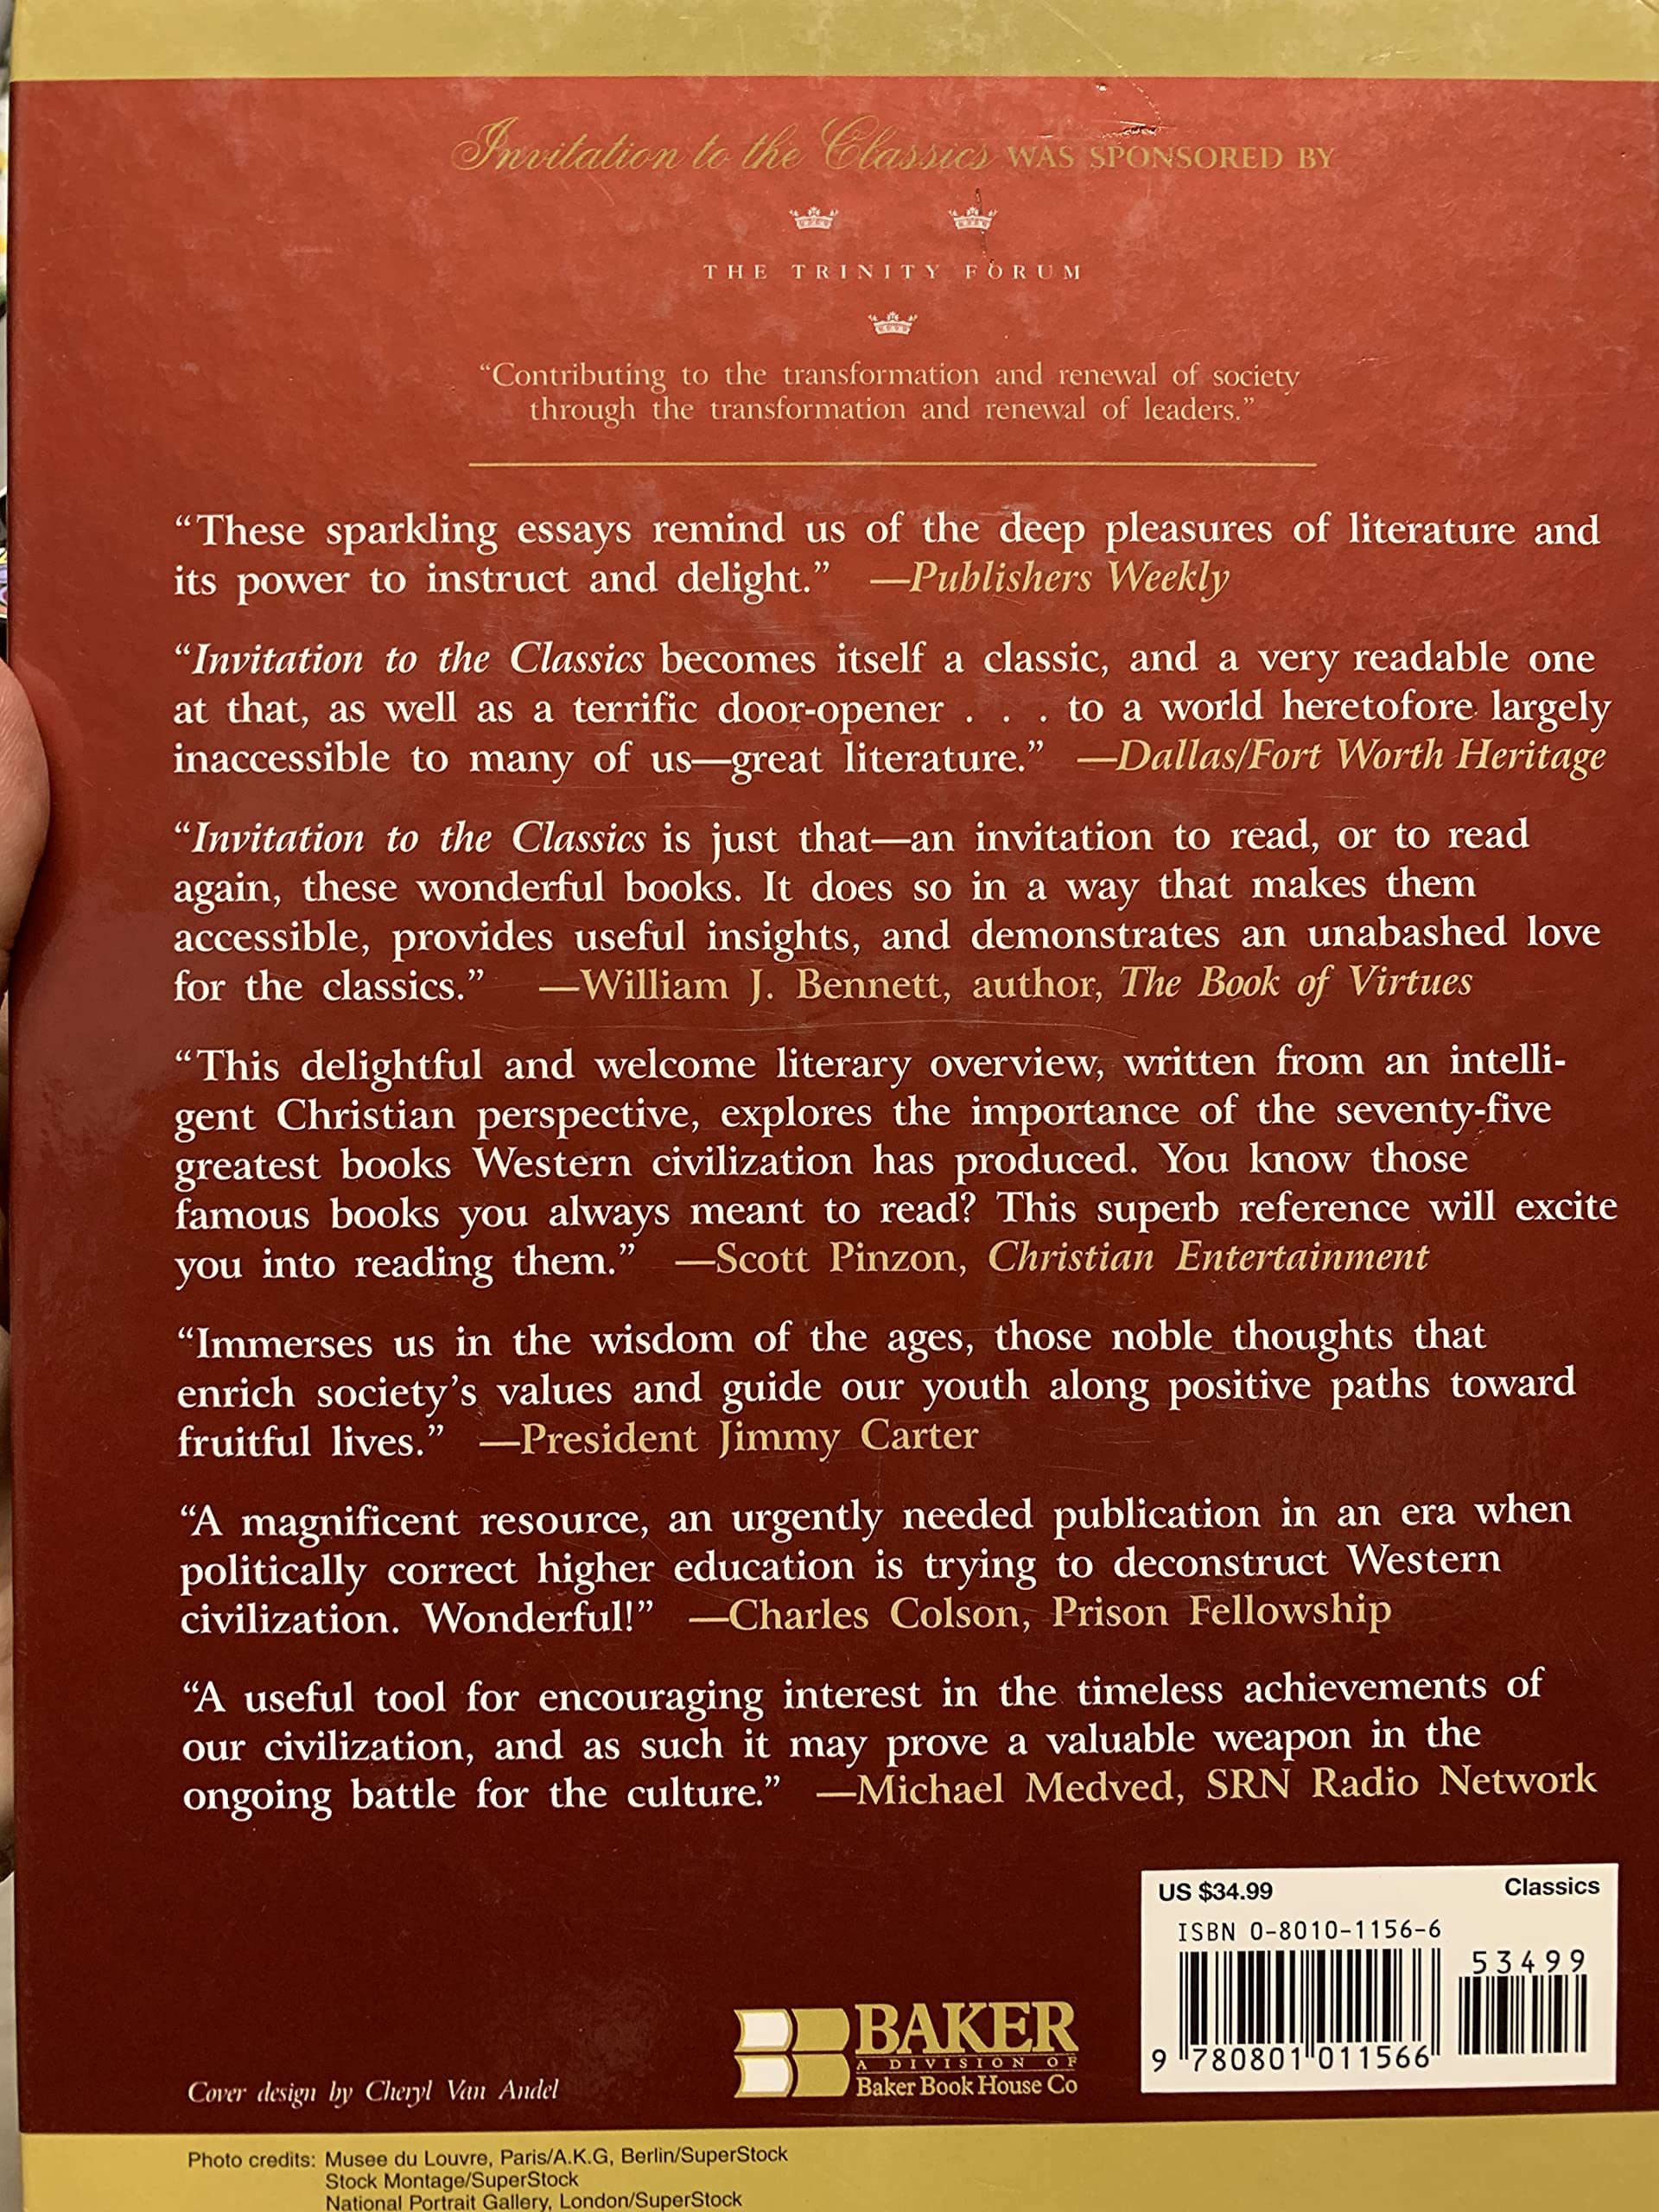 Invitation to the Classics WAS SPONSORED BY
THE TRINITY FORUM
“Contributing to the transformation and renewal of society
through the transformation and renewal of leaders.”
“These sparkling essays remind us of the deep pleasures of literature and
its power to instruct and delight.” —Publishers Weekly
“Invitation to the Classics becomes itself a classic, and a very readable one
at that, as well as a terrific door-opener . . . to a world heretofore largely
inaccessible to many of us—great literature.” —Dallas/Fort Worth Heritage
“Invitation to the Classics is just that—an invitation to read, or to read
again, these wonderful books. It does so in a way that makes them
accessible, provides useful insights, and demonstrates an unabashed love
for the classics.” —William J. Bennett, author, The Book of Virtues
“This delightful and welcome literary overview, written from an intelli-
gent Christian perspective, explores the importance of the seventy-five
greatest books Western civilization has produced. You know those
famous books you always meant to read? This superb reference will excite
you into reading them.” —Scott Pinzon, Christian Entertainment
“Immerses us in the wisdom of the ages, those noble thoughts that
enrich society’s values and guide our youth along positive paths toward
fruitful lives.” —President Jimmy Carter
“A magnificent resource, an urgently needed publication in an era when
politically correct higher education is trying to deconstruct Western
civilization. Wonderful!” —Charles Colson, Prison Fellowship
“A useful tool for encouraging interest in the timeless achievements of
our civilization, and as such it may prove a valuable weapon in the
ongoing battle for the culture.” —Michael Medved, SRN Radio Network
US $34.99 Classics
ISBN 0-8010-1156-6
53499
9 780801 011566
BAKER
A DIVISION OF
Baker Book House Co
Cover design by Cheryl Van Andel
Photo credits: Musee du Louvre, Paris/A.K.G, Berlin/SuperStock
Stock Montage/SuperStock
National Portrait Gallery, London/SuperStock